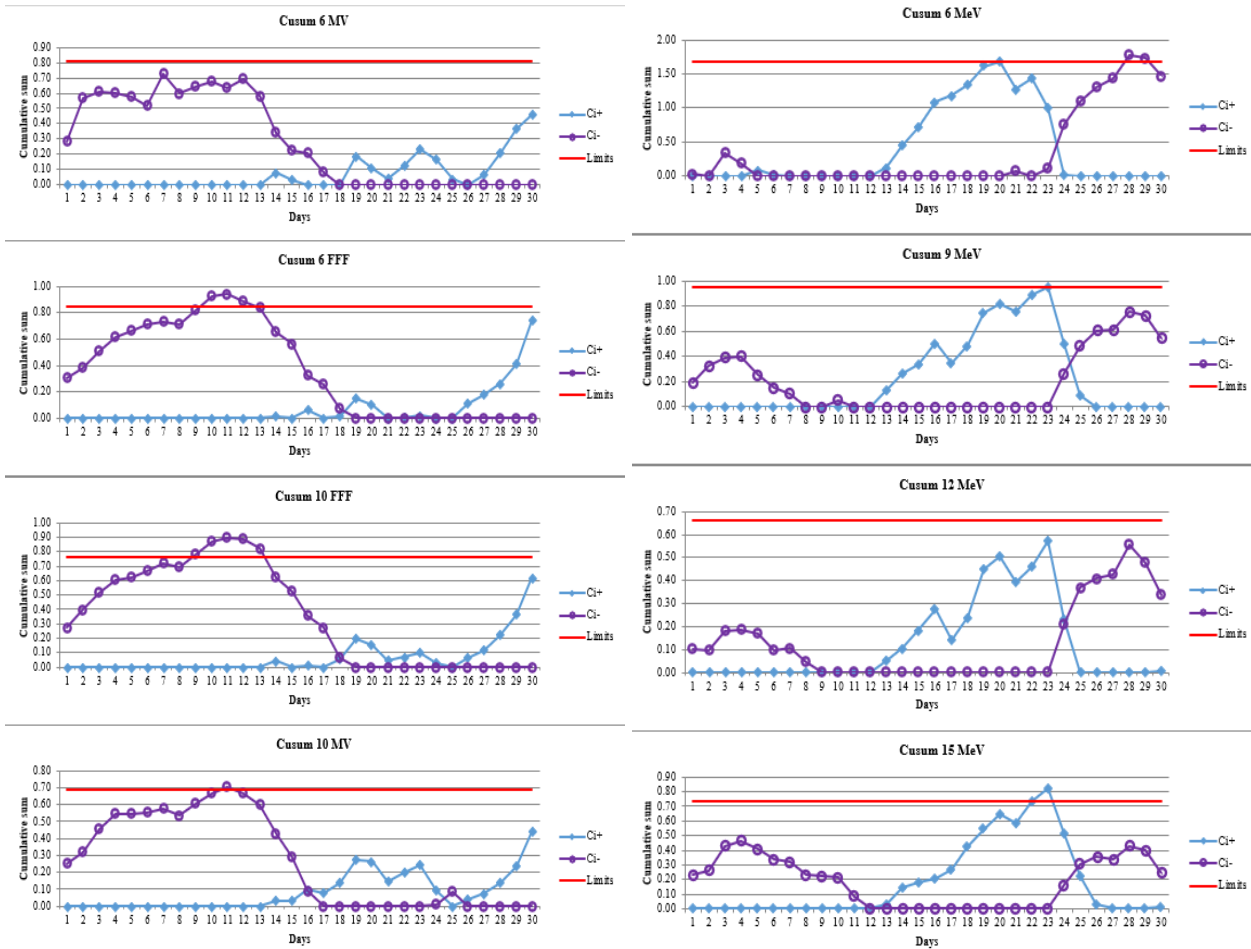 Cusum 6 MV
Cumulative sum
0.90
0.80
0.70
0.60
0.50
0.40
0.30
0.20
0.10
0.00
1 2 3 4 5 6 7 8 9 10 11 12 13 14 15 16 17 18 19 20 21 22 23 24 25 26 27 28 29 30
Days
Ci+
Ci-
Limits
Cusum 6 FFF
Cumulative sum
1.00
0.80
0.60
0.40
0.20
0.00
1 2 3 4 5 6 7 8 9 10 11 12 13 14 15 16 17 18 19 20 21 22 23 24 25 26 27 28 29 30
Days
Ci+
Ci-
Limits
Cusum 10 FFF
Cumulative sum
1.00
0.90
0.80
0.70
0.60
0.50
0.40
0.30
0.20
0.10
0.00
1 2 3 4 5 6 7 8 9 10 11 12 13 14 15 16 17 18 19 20 21 22 23 24 25 26 27 28 29 30
Days
Ci+
Ci-
Limits
Cusum 10 MV
Cumulative sum
0.80
0.70
0.60
0.50
0.40
0.30
0.20
0.10
0.00
1 2 3 4 5 6 7 8 9 10 11 12 13 14 15 16 17 18 19 20 21 22 23 24 25 26 27 28 29 30
Days
Ci+
Ci-
Limits
Cusum 6 MeV
Cumulative sum
2.00
1.50
1.00
0.50
0.00
1 2 3 4 5 6 7 8 9 10 11 12 13 14 15 16 17 18 19 20 21 22 23 24 25 26 27 28 29 30
Days
Ci+
Ci-
Limits
Cusum 9 MeV
Cumulative sum
1.00
0.80
0.60
0.40
0.20
0.00
1 2 3 4 5 6 7 8 9 10 11 12 13 14 15 16 17 18 19 20 21 22 23 24 25 26 27 28 29 30
Days
Ci+
Ci-
Limits
Cusum 12 MeV
Cumulative sum
0.70
0.60
0.50
0.40
0.30
0.20
0.10
0.00
1 2 3 4 5 6 7 8 9 10 11 12 13 14 15 16 17 18 19 20 21 22 23 24 25 26 27 28 29 30
Days
Ci+
Ci-
Limits
Cusum 15 MeV
Cumulative sum
0.90
0.80
0.70
0.60
0.50
0.40
0.30
0.20
0.10
0.00
1 2 3 4 5 6 7 8 9 10 11 12 13 14 15 16 17 18 19 20 21 22 23 24 25 26 27 28 29 30
Days
Ci+
Ci-
Limits